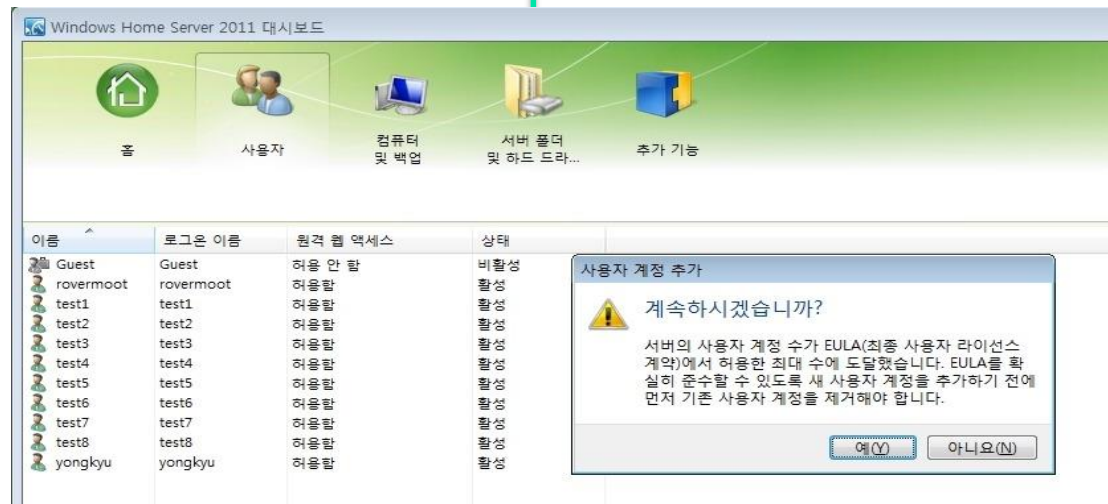 Windows Home Server 2011 대시보드
홈
사용자
컴퓨터
및 백업
서버 폴더
및 하드 드라...
추가 기능
이름 로그온 이름 원격 웹 액세스 상태
Guest Guest 허용 안 함 비활성
rovermoot rovermoot 허용함 활성
test1 test1 허용함 활성
test2 test2 허용함 활성
test3 test3 허용함 활성
test4 test4 허용함 활성
test5 test5 허용함 활성
test6 test6 허용함 활성
test7 test7 허용함 활성
test8 test8 허용함 활성
yongkyu yongkyu 허용함 활성
사용자 계정 추가
계속하시겠습니까?
서버의 사용자 계정 수가 EULA(최종 사용자 라이선스
계약)에서 허용한 최대 수에 도달했습니다. EULA를 확
실히 준수할 수 있도록 새 사용자 계정을 추가하기 전에
먼저 기존 사용자 계정을 제거해야 합니다.
예(Y) 아니요(N)